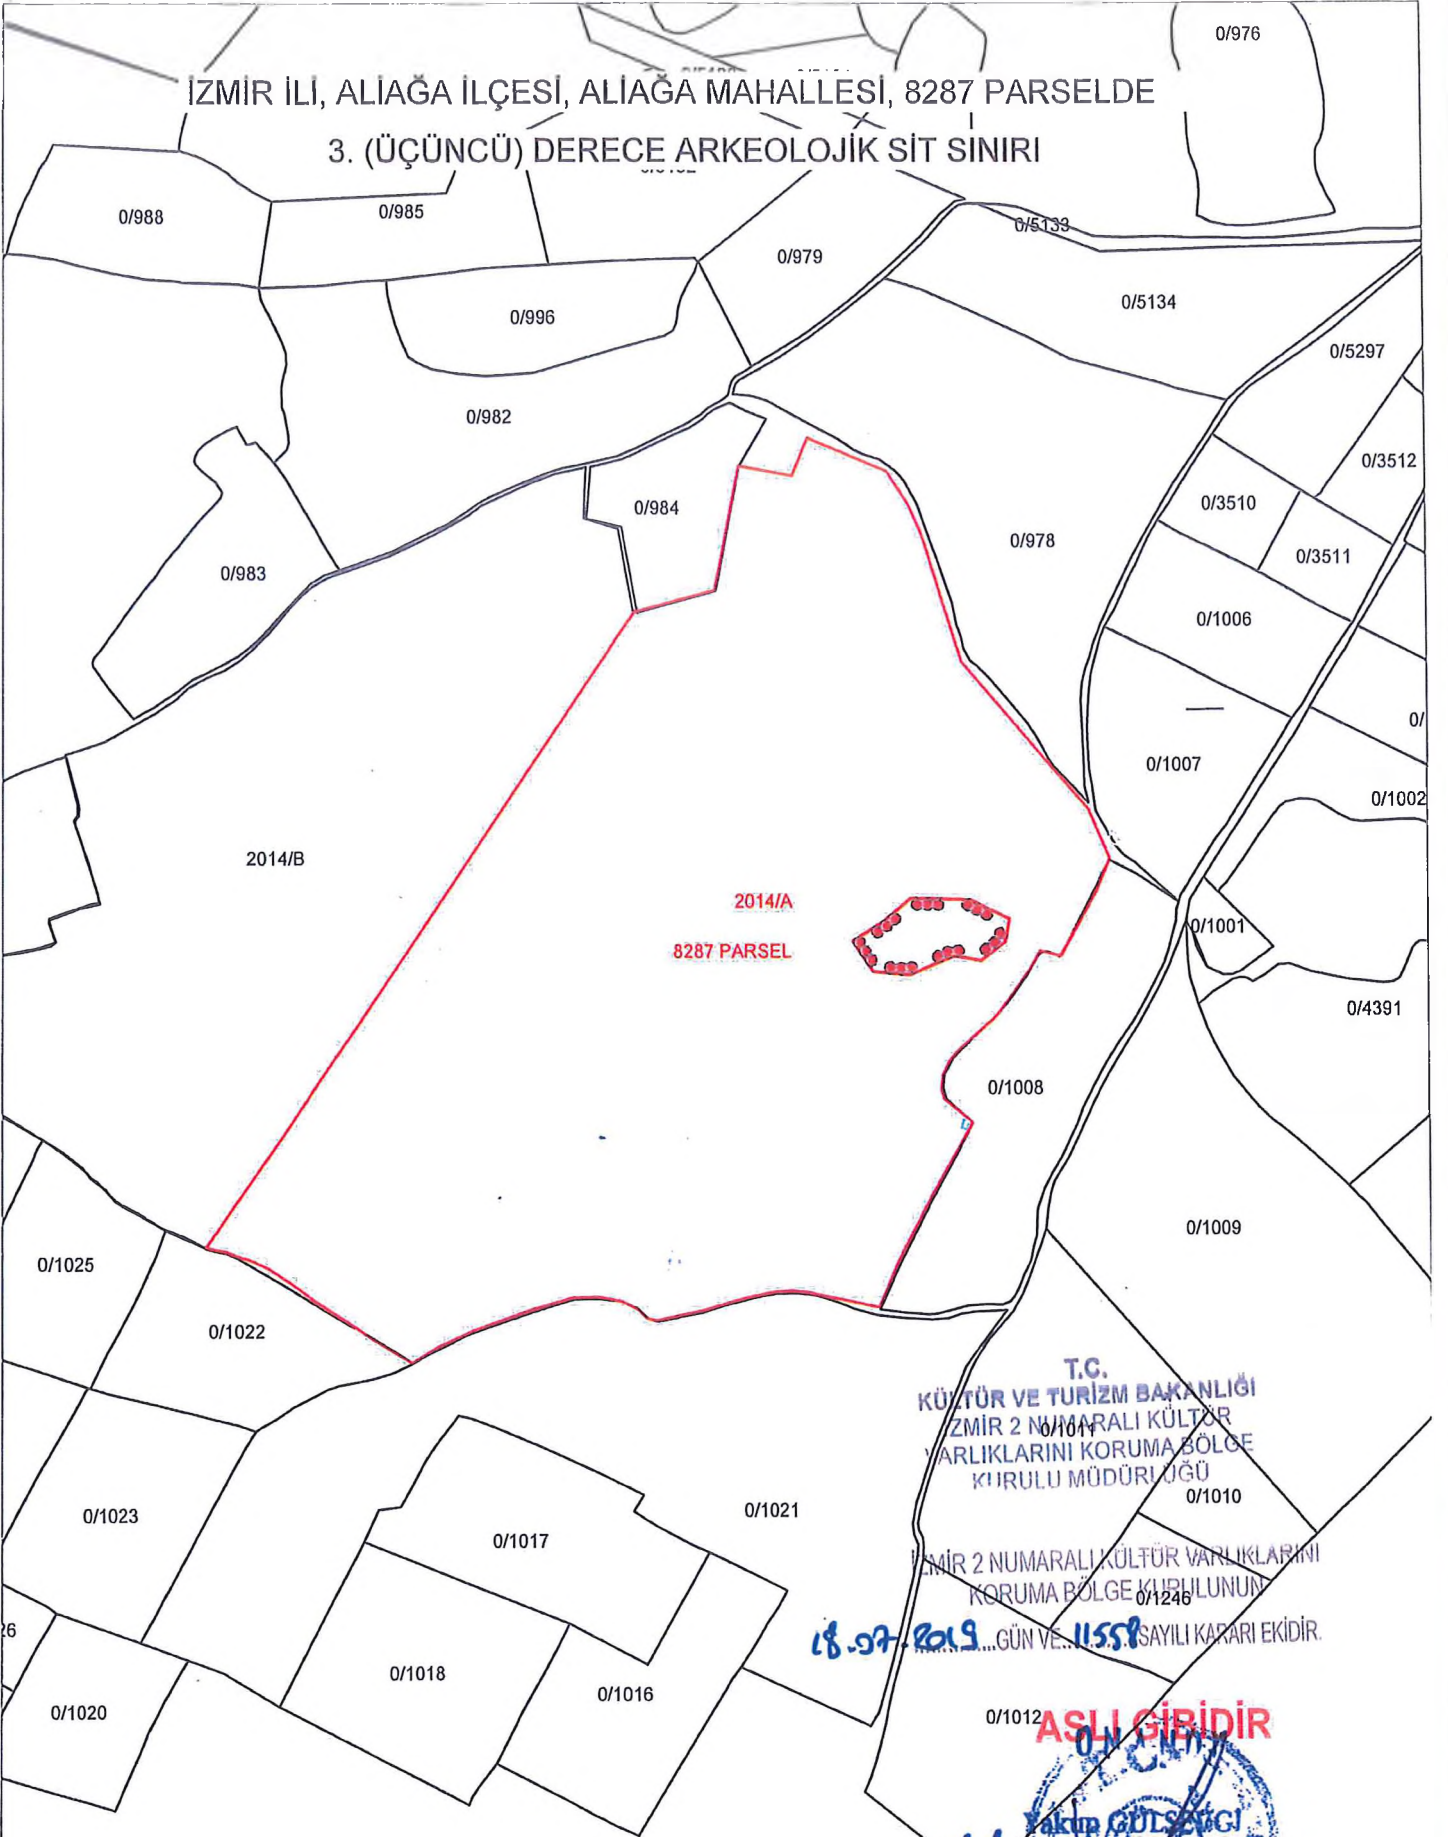 0/976
İZMİR İLİ, ALİAĞA İLÇESİ, ALİAĞA MAHALLESİ, 8287 PARSELDE
3. (ÜÇÜNCÜ) DERECE ARKEOLOJİK SİT SINIRI
0/988
0/985
0/5133
0/979
0/5134
0/996
0/5297
0/982
0/3512
0/984
0/3510
0/978
0/3511
0/983
0/1006
0/
0/1007
0/1002
2014/B
2014/A
0/1001
8287 PARSEL
0/4391
0/1008
0/1009
0/1025
0/1022
T.C.
KÜLTÜR VE TURİZM BAKANLIĞI
İZMİR 2 NUMARALI KÜLTÜR
0/1011
VARLIKLARINI KORUMA BÖLGE
KURULU MÜDÜRLÜĞÜ
0/1010
0/1021
0/1023
0/1017
İZMİR 2 NUMARALI KÜLTÜR VARLIKLARINI
KORUMA BÖLGE KURULUNUN
0/1246
18.07.2019 GÜN VE 11558 SAYILI KARARI EKİDİR.
26
0/1018
0/1016
0/1020
0/1012
ASLI GİBİDİR
T.C.
Yakup GÜLSEVGİ